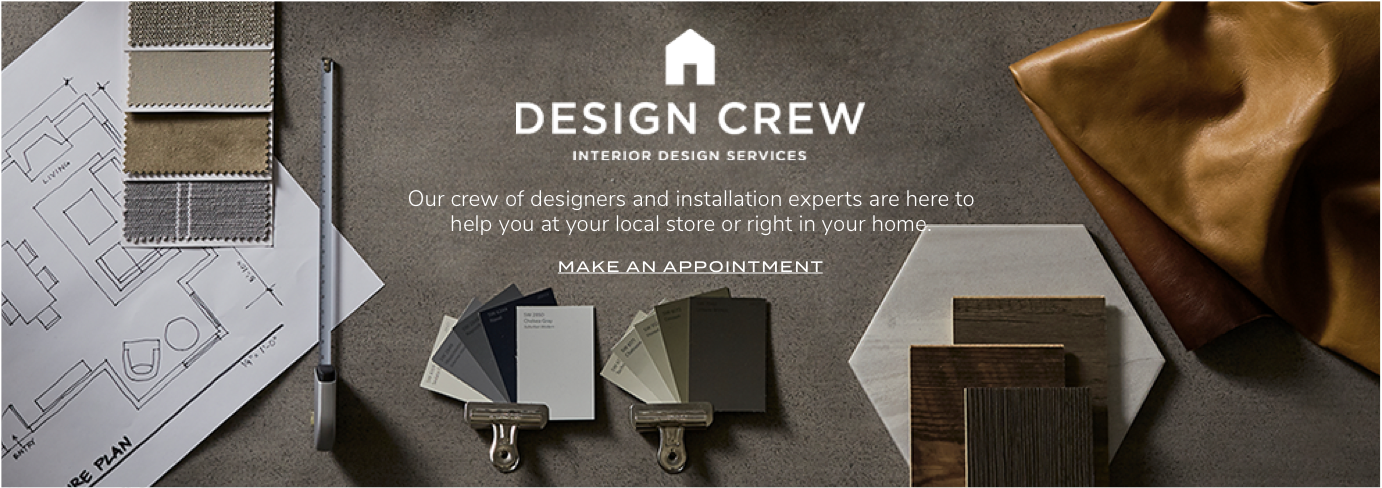 DESIGN CREW
INTERIOR DESIGN SERVICES
Our crew of designers and installation experts are here to
help you at your local store or right in your home.
MAKE AN APPOINTMENT
LIVING
ENTRY
RE PLAN